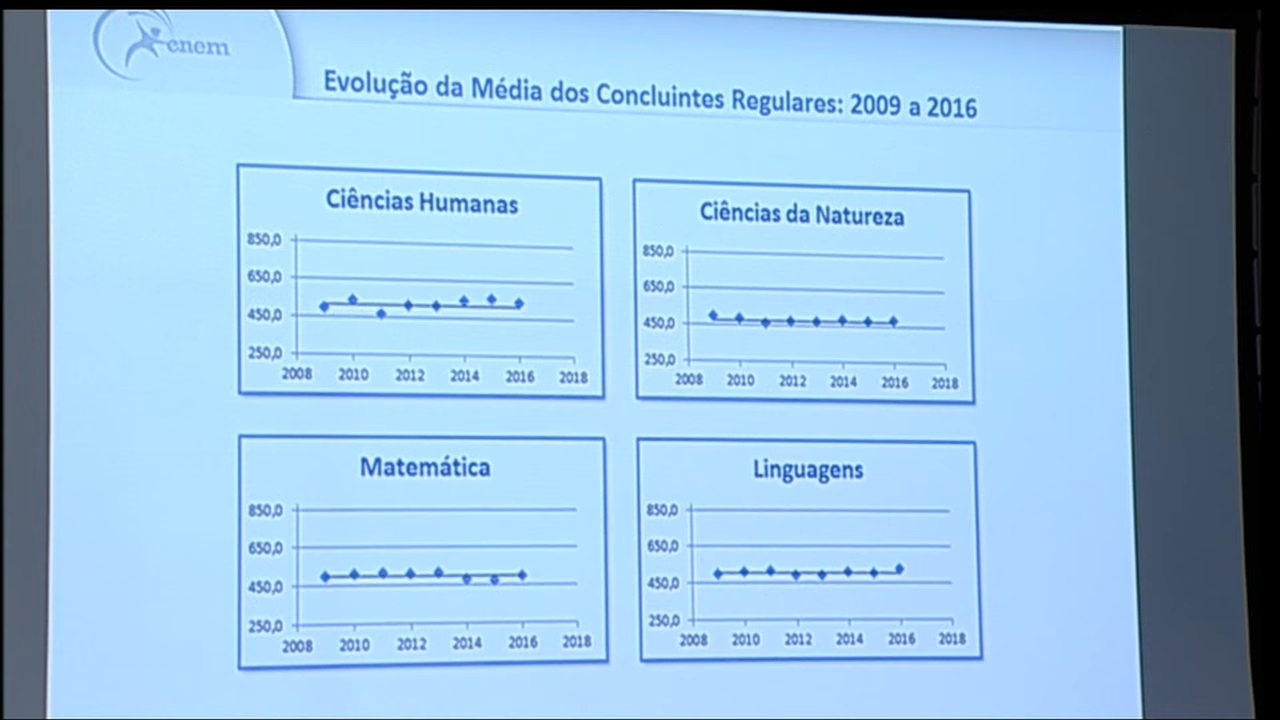 enem
Evolução da Média dos Concluintes Regulares: 2009 a 2016
Ciências Humanas
850,0
650,0
450,0
250,0
2008 2010 2012 2014 2016 2018
Ciências da Natureza
850,0
650,0
450,0
250,0
2008 2010 2012 2014 2016 2018
Matemática
850,0
650,0
450,0
250,0
2008 2010 2012 2014 2016 2018
Linguagens
850,0
650,0
450,0
250,0
2008 2010 2012 2014 2016 2018